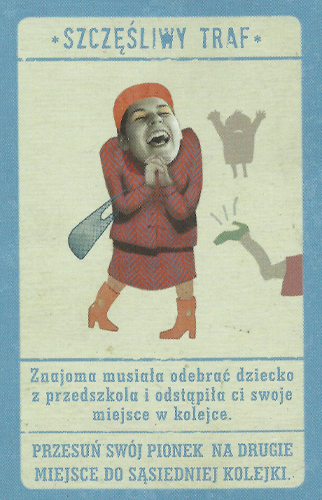 *SZCZĘŚLIWY TRAF*
Znajoma musiała odebrać dziecko
z przedszkola i odstąpiła ci swoje
miejsce w kolejce.
PRZESUŃ SWÓJ PIONEK NA DRUGIE
MIEJSCE DO SĄSIEDNIEJ KOLEJKI.